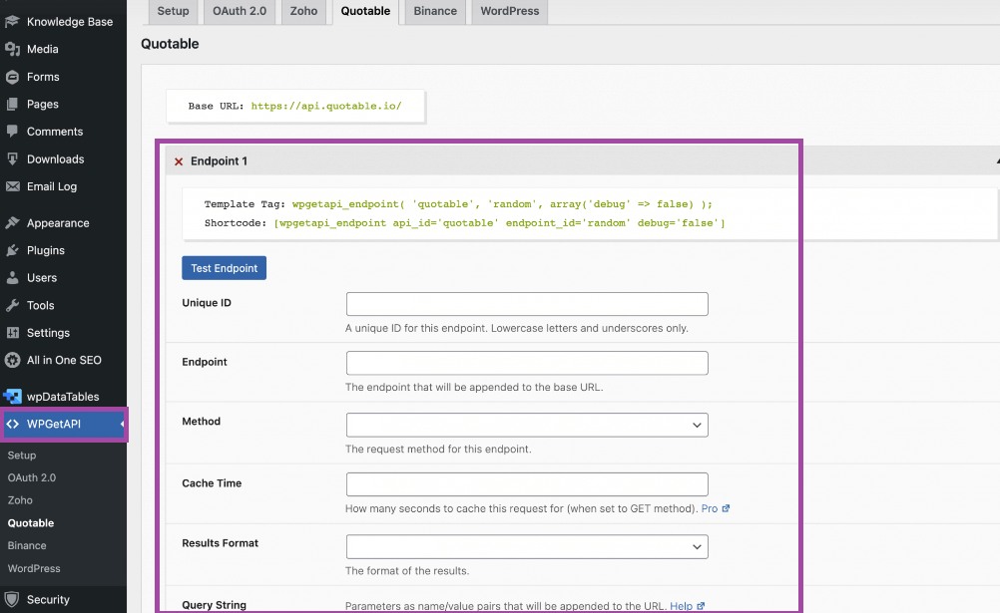 Knowledge Base
Media
Forms
Pages
Comments
Downloads
Email Log
Appearance
Plugins
Users
Tools
Settings
All in One SEO
wpDataTables
WPGetAPI
Setup
OAuth 2.0
Zoho
Quotable
Binance
WordPress
Security
Setup OAuth 2.0 Zoho Quotable Binance WordPress
Quotable
Base URL: https://api.quotable.io/
Endpoint 1
Template Tag: wpgetapi_endpoint( 'quotable', 'random', array('debug' => false) );
Shortcode: [wpgetapi_endpoint api_id='quotable' endpoint_id='random' debug='false']
Test Endpoint
Unique ID
A unique ID for this endpoint. Lowercase letters and underscores only.
Endpoint
The endpoint that will be appended to the base URL.
Method
The request method for this endpoint.
Cache Time
How many seconds to cache this request for (when set to GET method). Pro
Results Format
The format of the results.
Query String
Parameters as name/value pairs that will be appended to the URL. Help